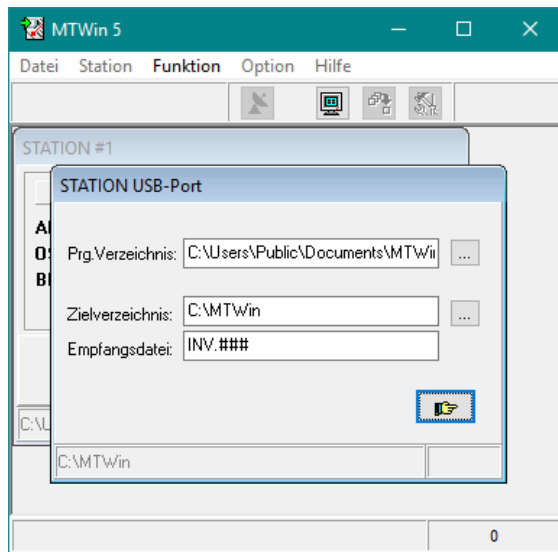 MTWin 5
Datei Station Funktion Option Hilfe
STATION #1
STATION USB-Port
Prg.Verzeichnis: C:\Users\Public\Documents\MTWin
...
Zielverzeichnis: C:\MTWin
...
Empfangsdatei: INV.###
C:\MTWin
0